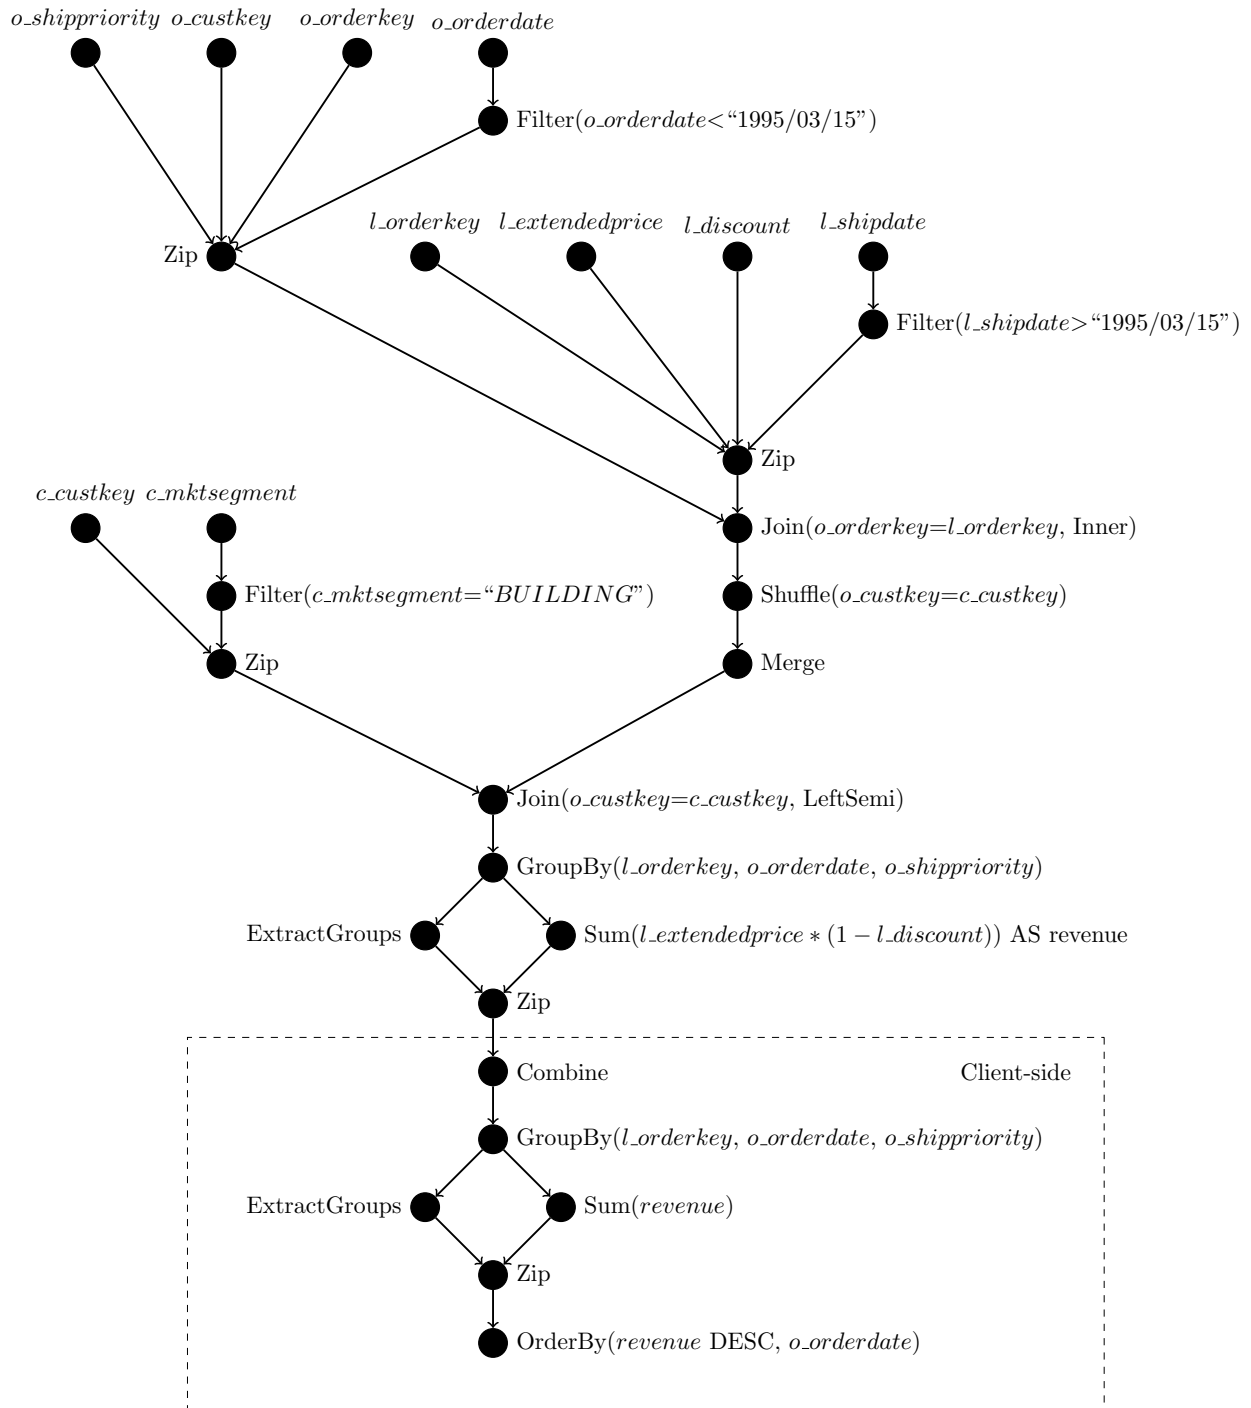 o_shippriority o_custkey o_orderkey o_orderdate
Filter(o_orderdate<“1995/03/15”)
l_orderkey l_extendedprice l_discount l_shipdate
Zip
Filter(l_shipdate>“1995/03/15”)
Zip
c_custkey c_mktsegment
Join(o_orderkey=l_orderkey, Inner)
Filter(c_mktsegment=“BUILDING”)
Shuffle(o_custkey=c_custkey)
Zip
Merge
Join(o_custkey=c_custkey, LeftSemi)
GroupBy(l_orderkey, o_orderdate, o_shippriority)
ExtractGroups
Sum(l_extendedprice ∗ (1 − l_discount)) AS revenue
Zip
Combine
Client-side
GroupBy(l_orderkey, o_orderdate, o_shippriority)
ExtractGroups
Sum(revenue)
Zip
OrderBy(revenue DESC, o_orderdate)